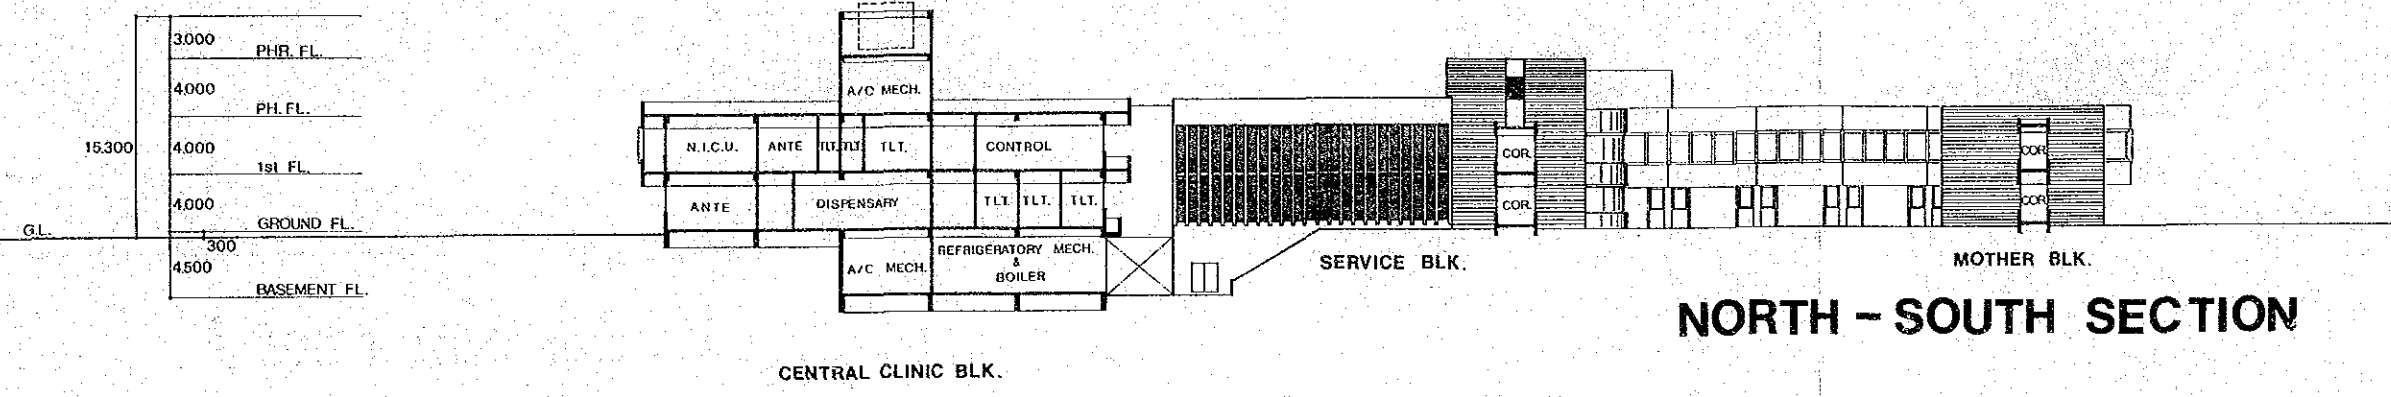 3.000
PHR. FL.
4.000
PH. FL.
15.300
4.000
1st FL.
4.000
GROUND FL.
G.L.
300
4.500
BASEMENT FL.
A/C MECH.
N.I.C.U.
ANTE
TLT.
TLT.
TLT.
CONTROL
ANTE
DISPENSARY
TLT.
TLT.
TLT.
A/C MECH.
REFRIGERATORY MECH.
&
BOILER
CENTRAL CLINIC BLK.
COR.
COR.
SERVICE BLK.
COR.
COR.
MOTHER BLK.
NORTH - SOUTH SECTION